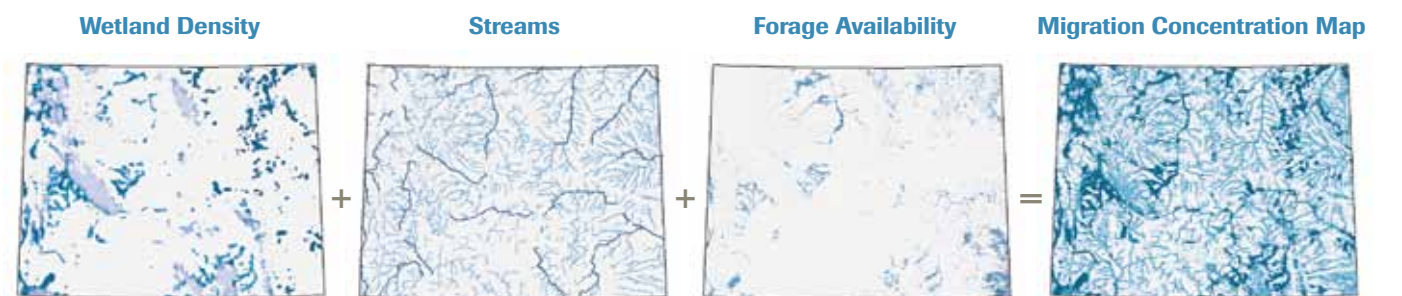 Wetland Density
Streams
Forage Availability
Migration Concentration Map
+
+
=